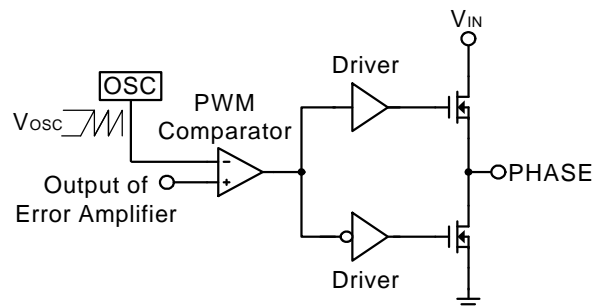 VIN
Driver
OSC
PWM
Comparator
VOSC
-
+
Output of
Error Amplifier
PHASE
Driver